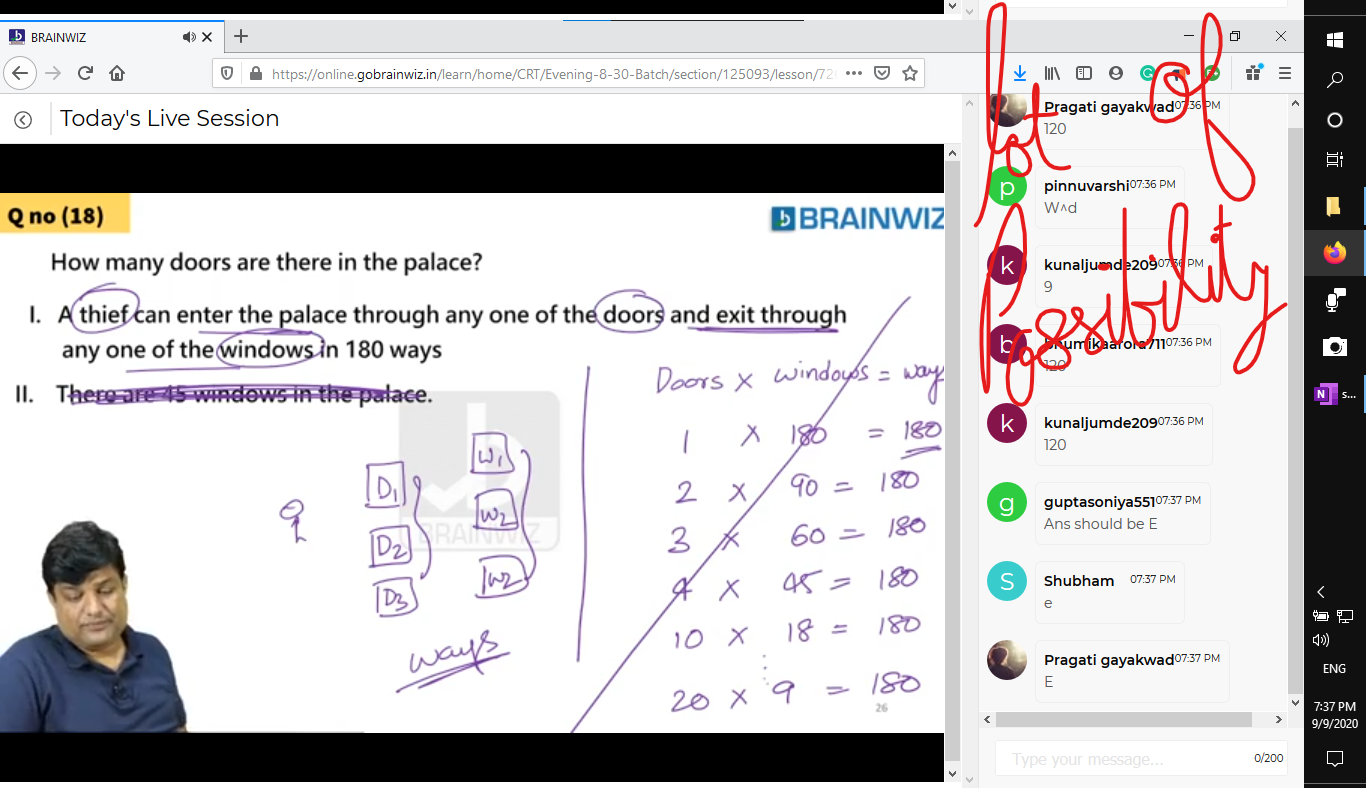 BRAINWIZ
https://online.gobrainwiz.in/learn/home/CRT/Evening-8-30-Batch/section/125093/lesson/72
Today's Live Session
Q no (18)
BRAINWIZ
How many doors are there in the palace?
I. A thief can enter the palace through any one of the doors and exit through
any one of the windows in 180 ways
II. There are 45 windows in the palace.
Doors x windows = way
1 x 180 = 180
2 x 90 = 180
3 x 60 = 180
4 x 45 = 180
10 x 18 = 180
20 x 9 = 180
26
D1
D2
D3
W1
W2
W2
ways
BRAINWIZ
Lot of
Possibility
Pragati gayakwad 07:36 PM
120
p
pinnuvarshi 07:36 PM
W^d
k
kunaljumde209 07:36 PM
9
b
bhumikaarora711 07:36 PM
120
k
kunaljumde209 07:36 PM
120
g
guptasoniya551 07:37 PM
Ans should be E
S
Shubham 07:37 PM
e
Pragati gayakwad 07:37 PM
E
Type your message...
0/200
N
s...
ENG
7:37 PM
9/9/2020